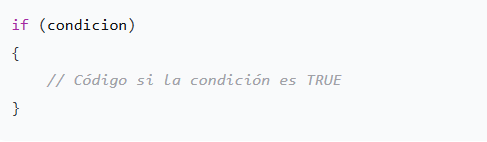 if (condicion)
{
    // Código si la condición es TRUE
}